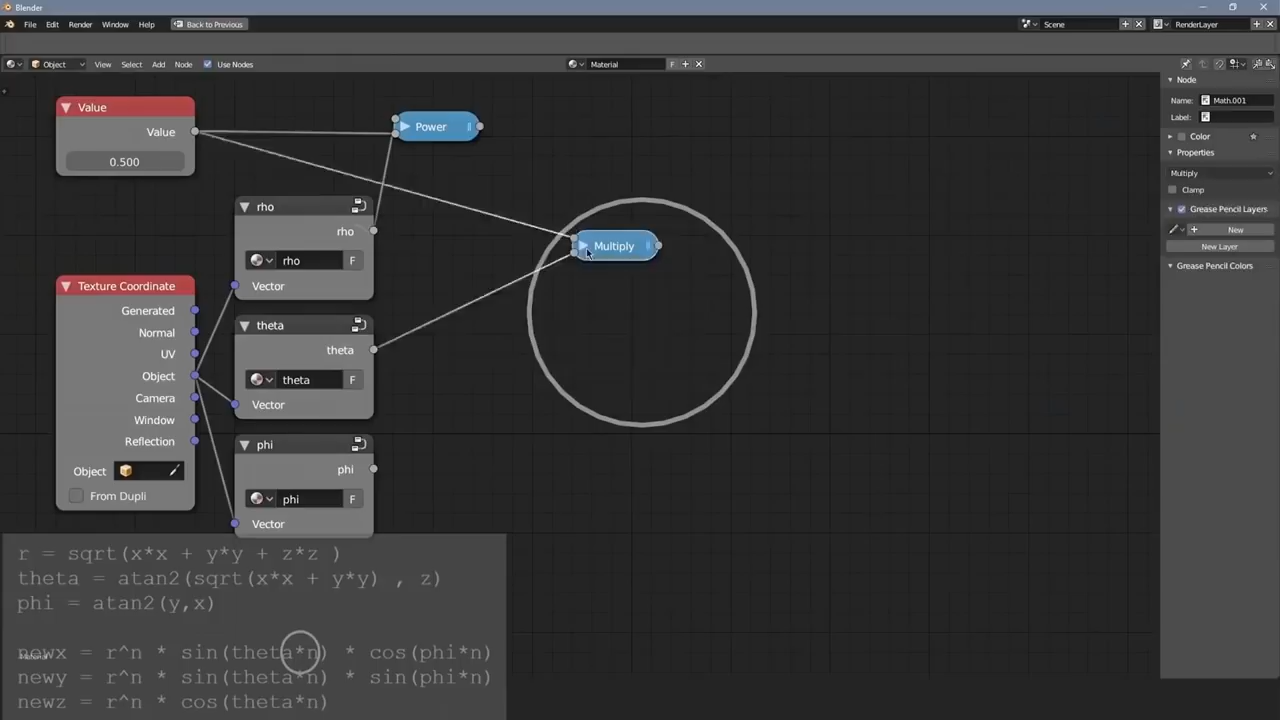 Blender
File Edit Render Window Help Back to Previous Scene RenderLayer
Object View Select Add Node Use Nodes Material F
Node
Name: Math.001
Label:
Color
Properties
Multiply
Clamp
Grease Pencil Layers
New
New Layer
Grease Pencil Colors
Value
Value
0.500
Power
Multiply
rho
rho
rho F
Vector
Texture Coordinate
Generated
Normal
UV
Object
Camera
Window
Reflection
Object
From Dupli
theta
theta
theta F
Vector
phi
phi
phi F
Vector
r = sqrt(x*x + y*y + z*z )
theta = atan2(sqrt(x*x + y*y) , z)
phi = atan2(y,x)
newx = r^n * sin(theta*n) * cos(phi*n)
Material
newy = r^n * sin(theta*n) * sin(phi*n)
newz = r^n * cos(theta*n)